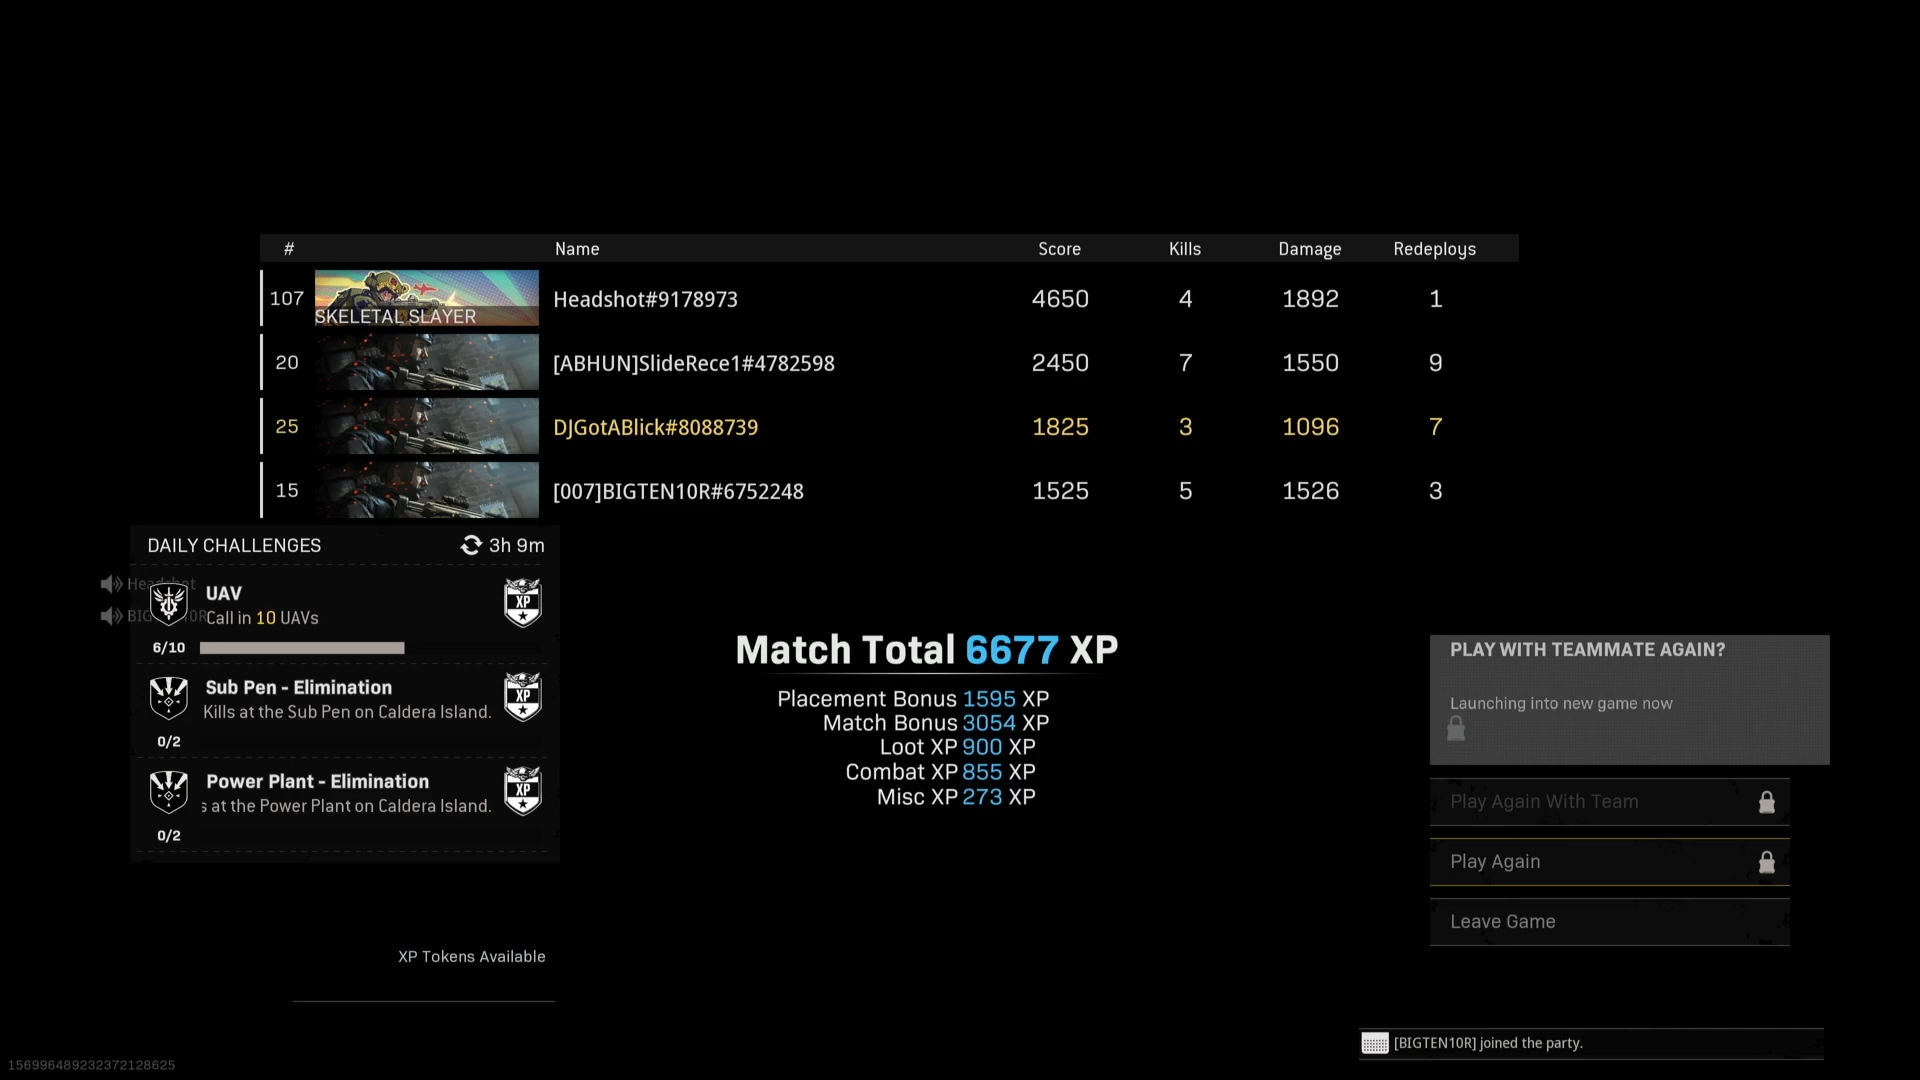 # Name Score Kills Damage Redeploys
107 SKELETAL SLAYER Headshot#9178973 4650 4 1892 1
20 [ABHUN]SlideRece1#4782598 2450 7 1550 9
25 DJGotABlick#8088739 1825 3 1096 7
15 [007]BIGTEN10R#6752248 1525 5 1526 3
DAILY CHALLENGES 3h 9m
Headshot
UAV
XP
Call in 10 UAVs
6/10
Sub Pen - Elimination
XP
Kills at the Sub Pen on Caldera Island.
0/2
Power Plant - Elimination
XP
s at the Power Plant on Caldera Island.
0/2
XP Tokens Available
Match Total 6677 XP
Placement Bonus 1595 XP
Match Bonus 3054 XP
Loot XP 900 XP
Combat XP 855 XP
Misc XP 273 XP
PLAY WITH TEAMMATE AGAIN?
Launching into new game now
Play Again With Team
Play Again
Leave Game
[BIGTEN10R] joined the party.
156996489232372128625